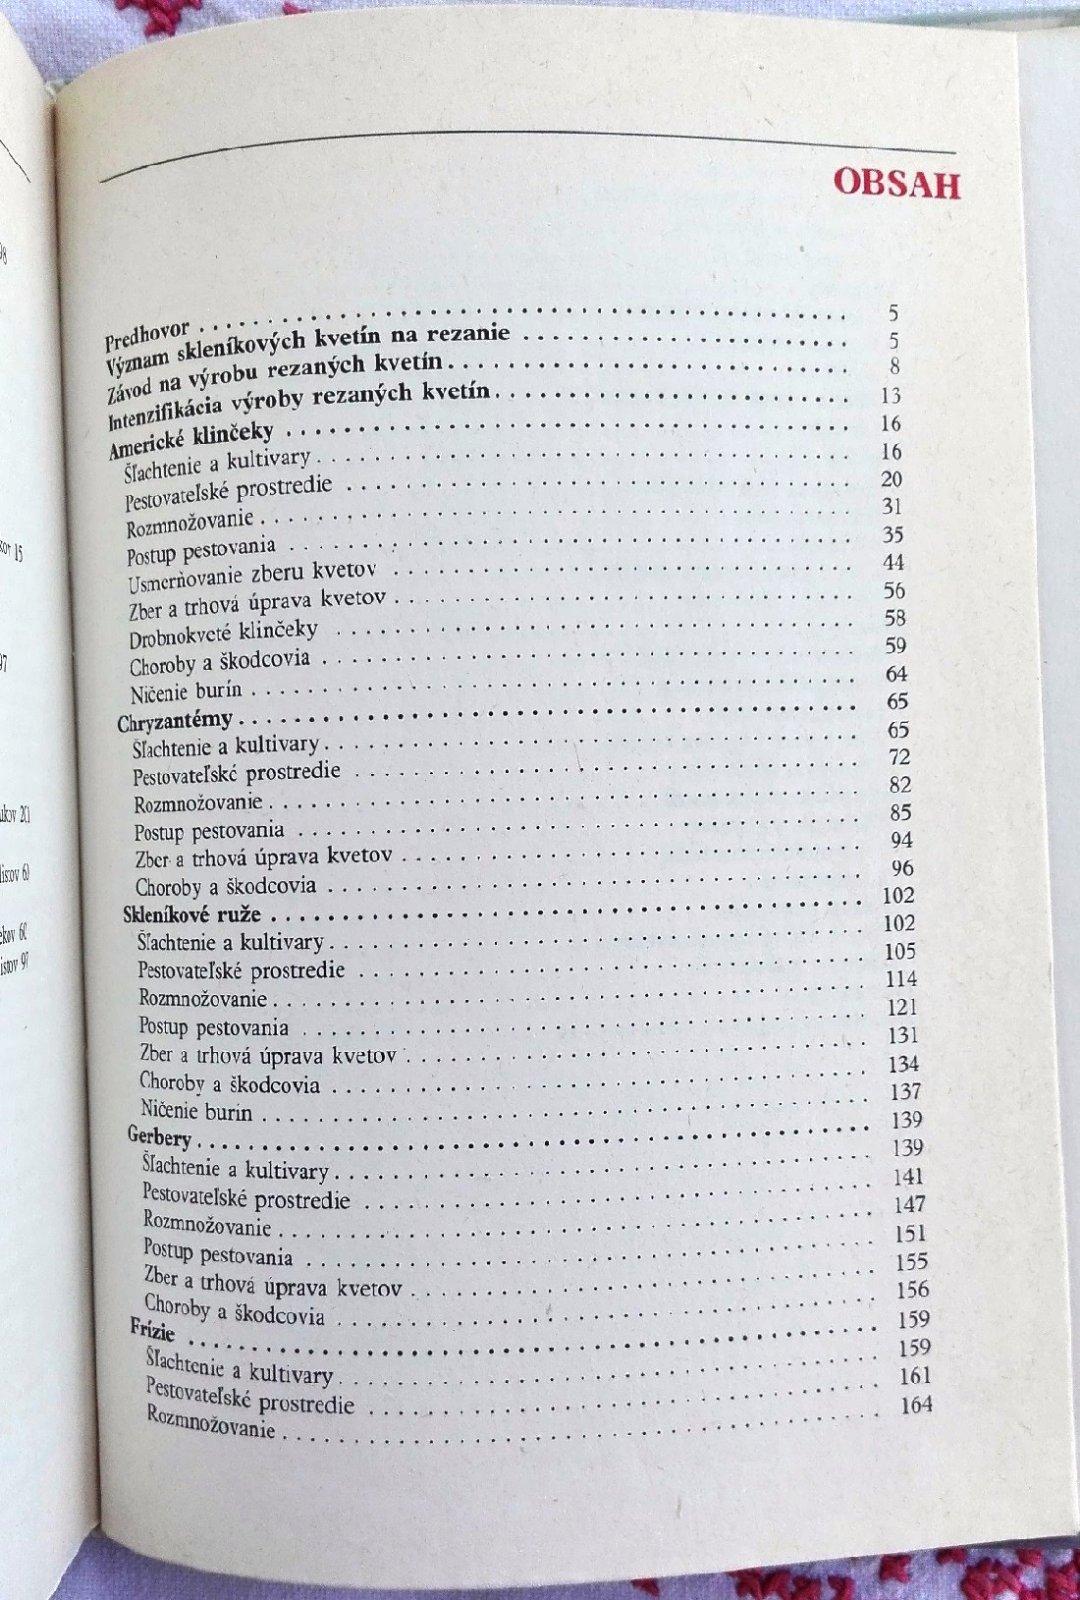 OBSAH
Predhovor 5
Význam skleníkových kvetín na rezanie 5
Závod na výrobu rezaných kvetín 8
Intenzifikácia výroby rezaných kvetín 13
Americké klinčeky 16
Šľachtenie a kultivary 16
Pestovateľské prostredie 20
Rozmnožovanie 31
Postup pestovania 35
Usmerňovanie zberu kvetov 44
Zber a trhová úprava kvetov 56
Drobnokveté klinčeky 58
Choroby a škodcovia 59
Ničenie burín 64
Chryzantémy 65
Šľachtenie a kultivary 65
Pestovateľské prostredie 72
Rozmnožovanie 82
Postup pestovania 85
Zber a trhová úprava kvetov 94
Choroby a škodcovia 96
Skleníkové ruže 102
Šľachtenie a kultivary 102
Pestovateľské prostredie 105
Rozmnožovanie 114
Postup pestovania 121
Zber a trhová úprava kvetov 131
Choroby a škodcovia 134
Ničenie burín 137
Gerbery 139
Šľachtenie a kultivary 139
Pestovateľské prostredie 141
Rozmnožovanie 147
Postup pestovania 151
Zber a trhová úprava kvetov 155
Choroby a škodcovia 156
Frízie 159
Šľachtenie a kultivary 159
Pestovateľské prostredie 161
Rozmnožovanie 164